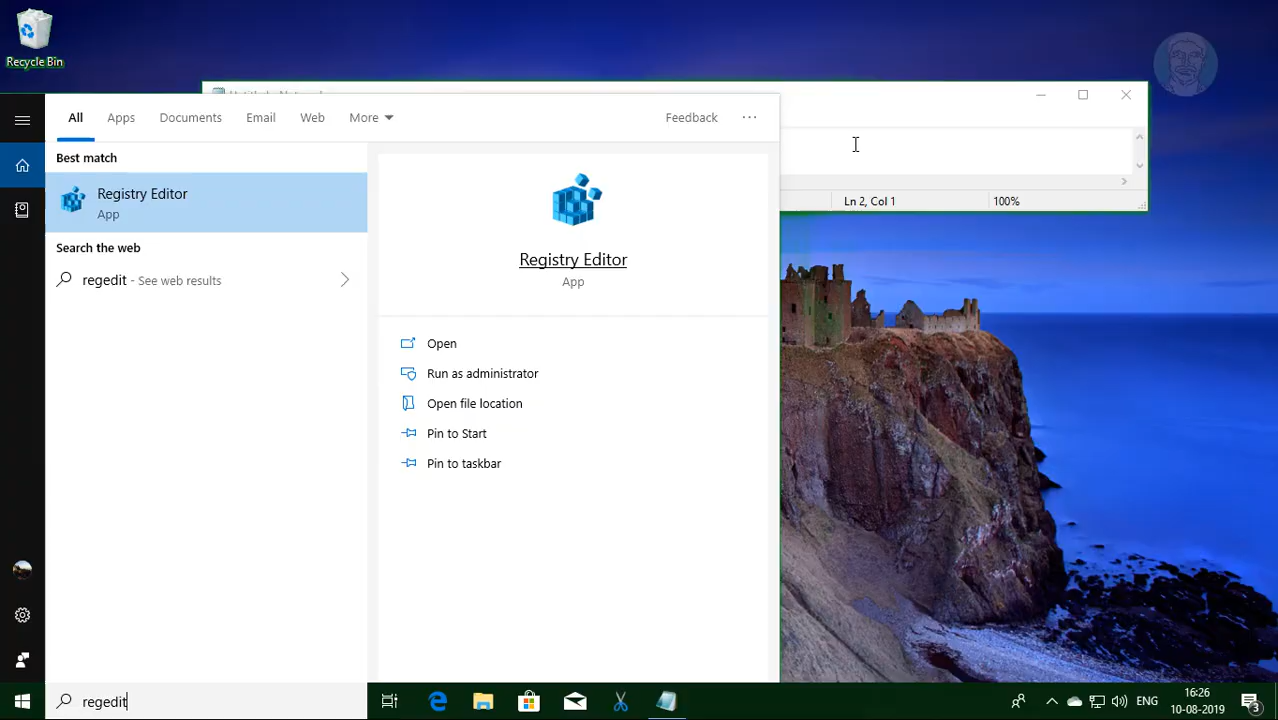 Recycle Bin
All
Apps
Documents
Email
Web
More
Feedback
Best match
Registry Editor
App
Search the web
regedit - See web results
Registry Editor
App
Open
Run as administrator
Open file location
Pin to Start
Pin to taskbar
Ln 2, Col 1
100%
regedit
ENG
16:26
10-08-2019
3